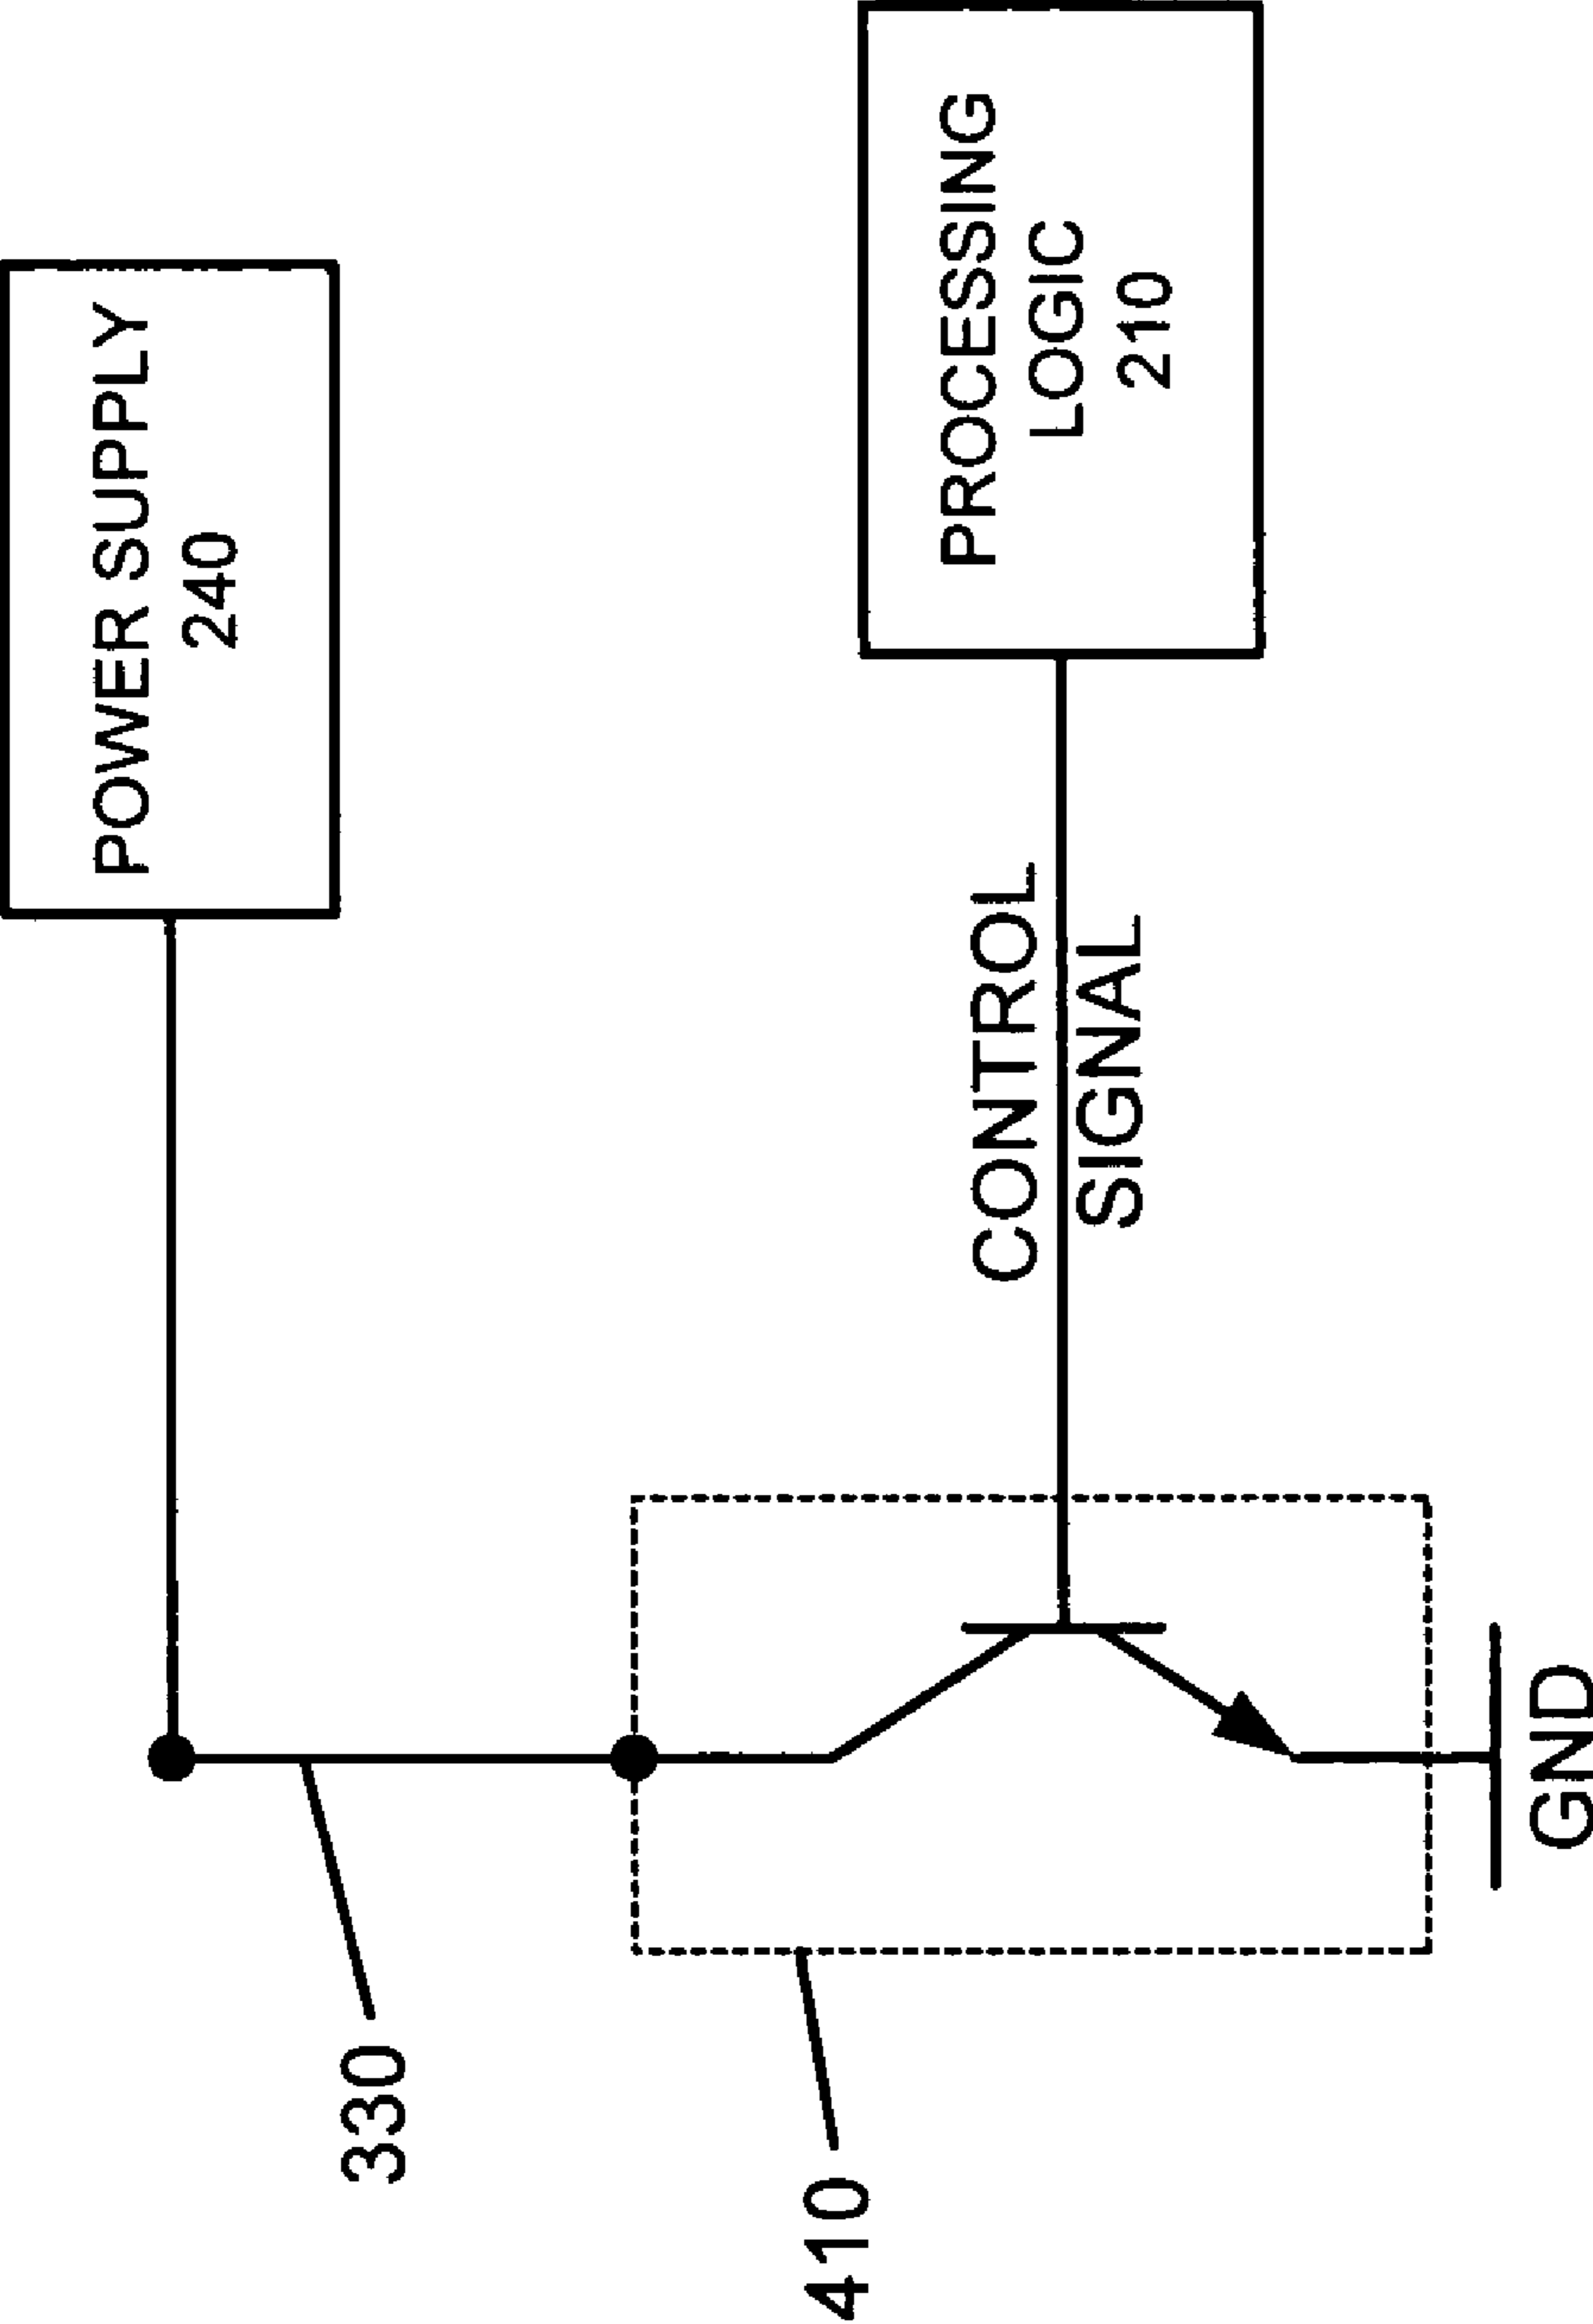 POWER SUPPLY
240
330
410
CONTROL
SIGNAL
PROCESSING
LOGIC
210
GND